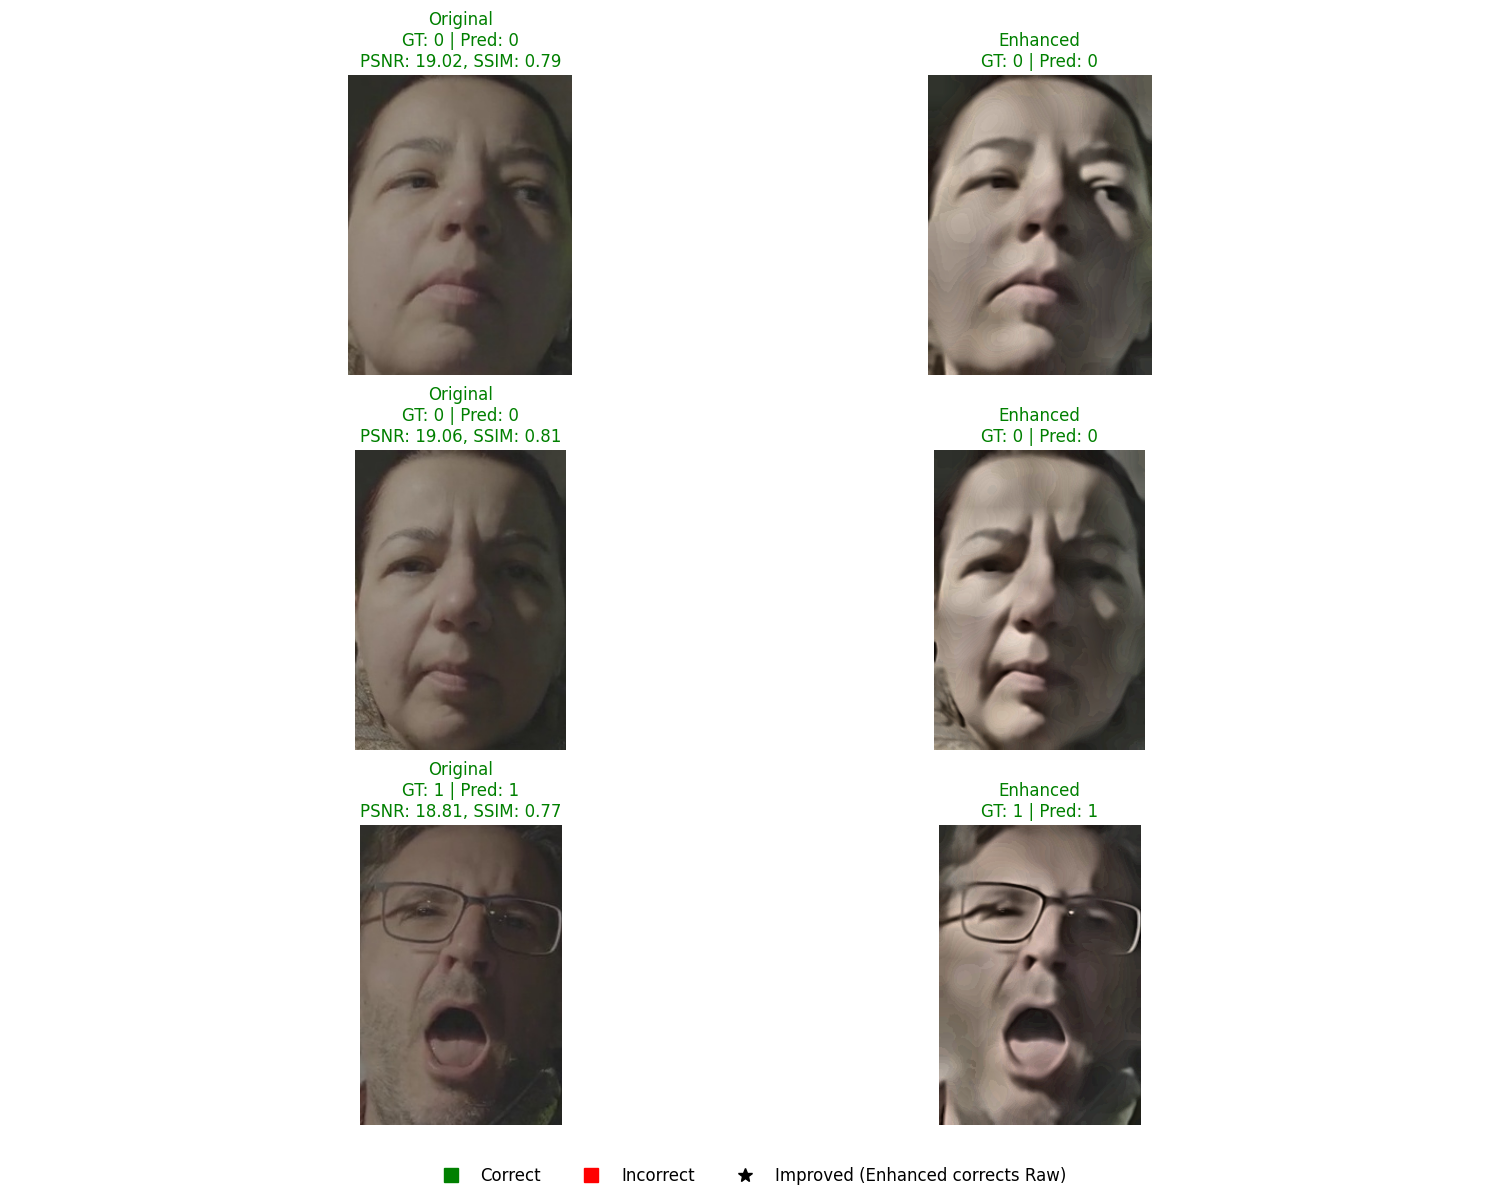 Original
GT: 0 | Pred: 0
PSNR: 19.02, SSIM: 0.79
Enhanced
GT: 0 | Pred: 0
Original
GT: 0 | Pred: 0
PSNR: 19.06, SSIM: 0.81
Enhanced
GT: 0 | Pred: 0
Original
GT: 1 | Pred: 1
PSNR: 18.81, SSIM: 0.77
Enhanced
GT: 1 | Pred: 1
Correct
Incorrect
Improved (Enhanced corrects Raw)